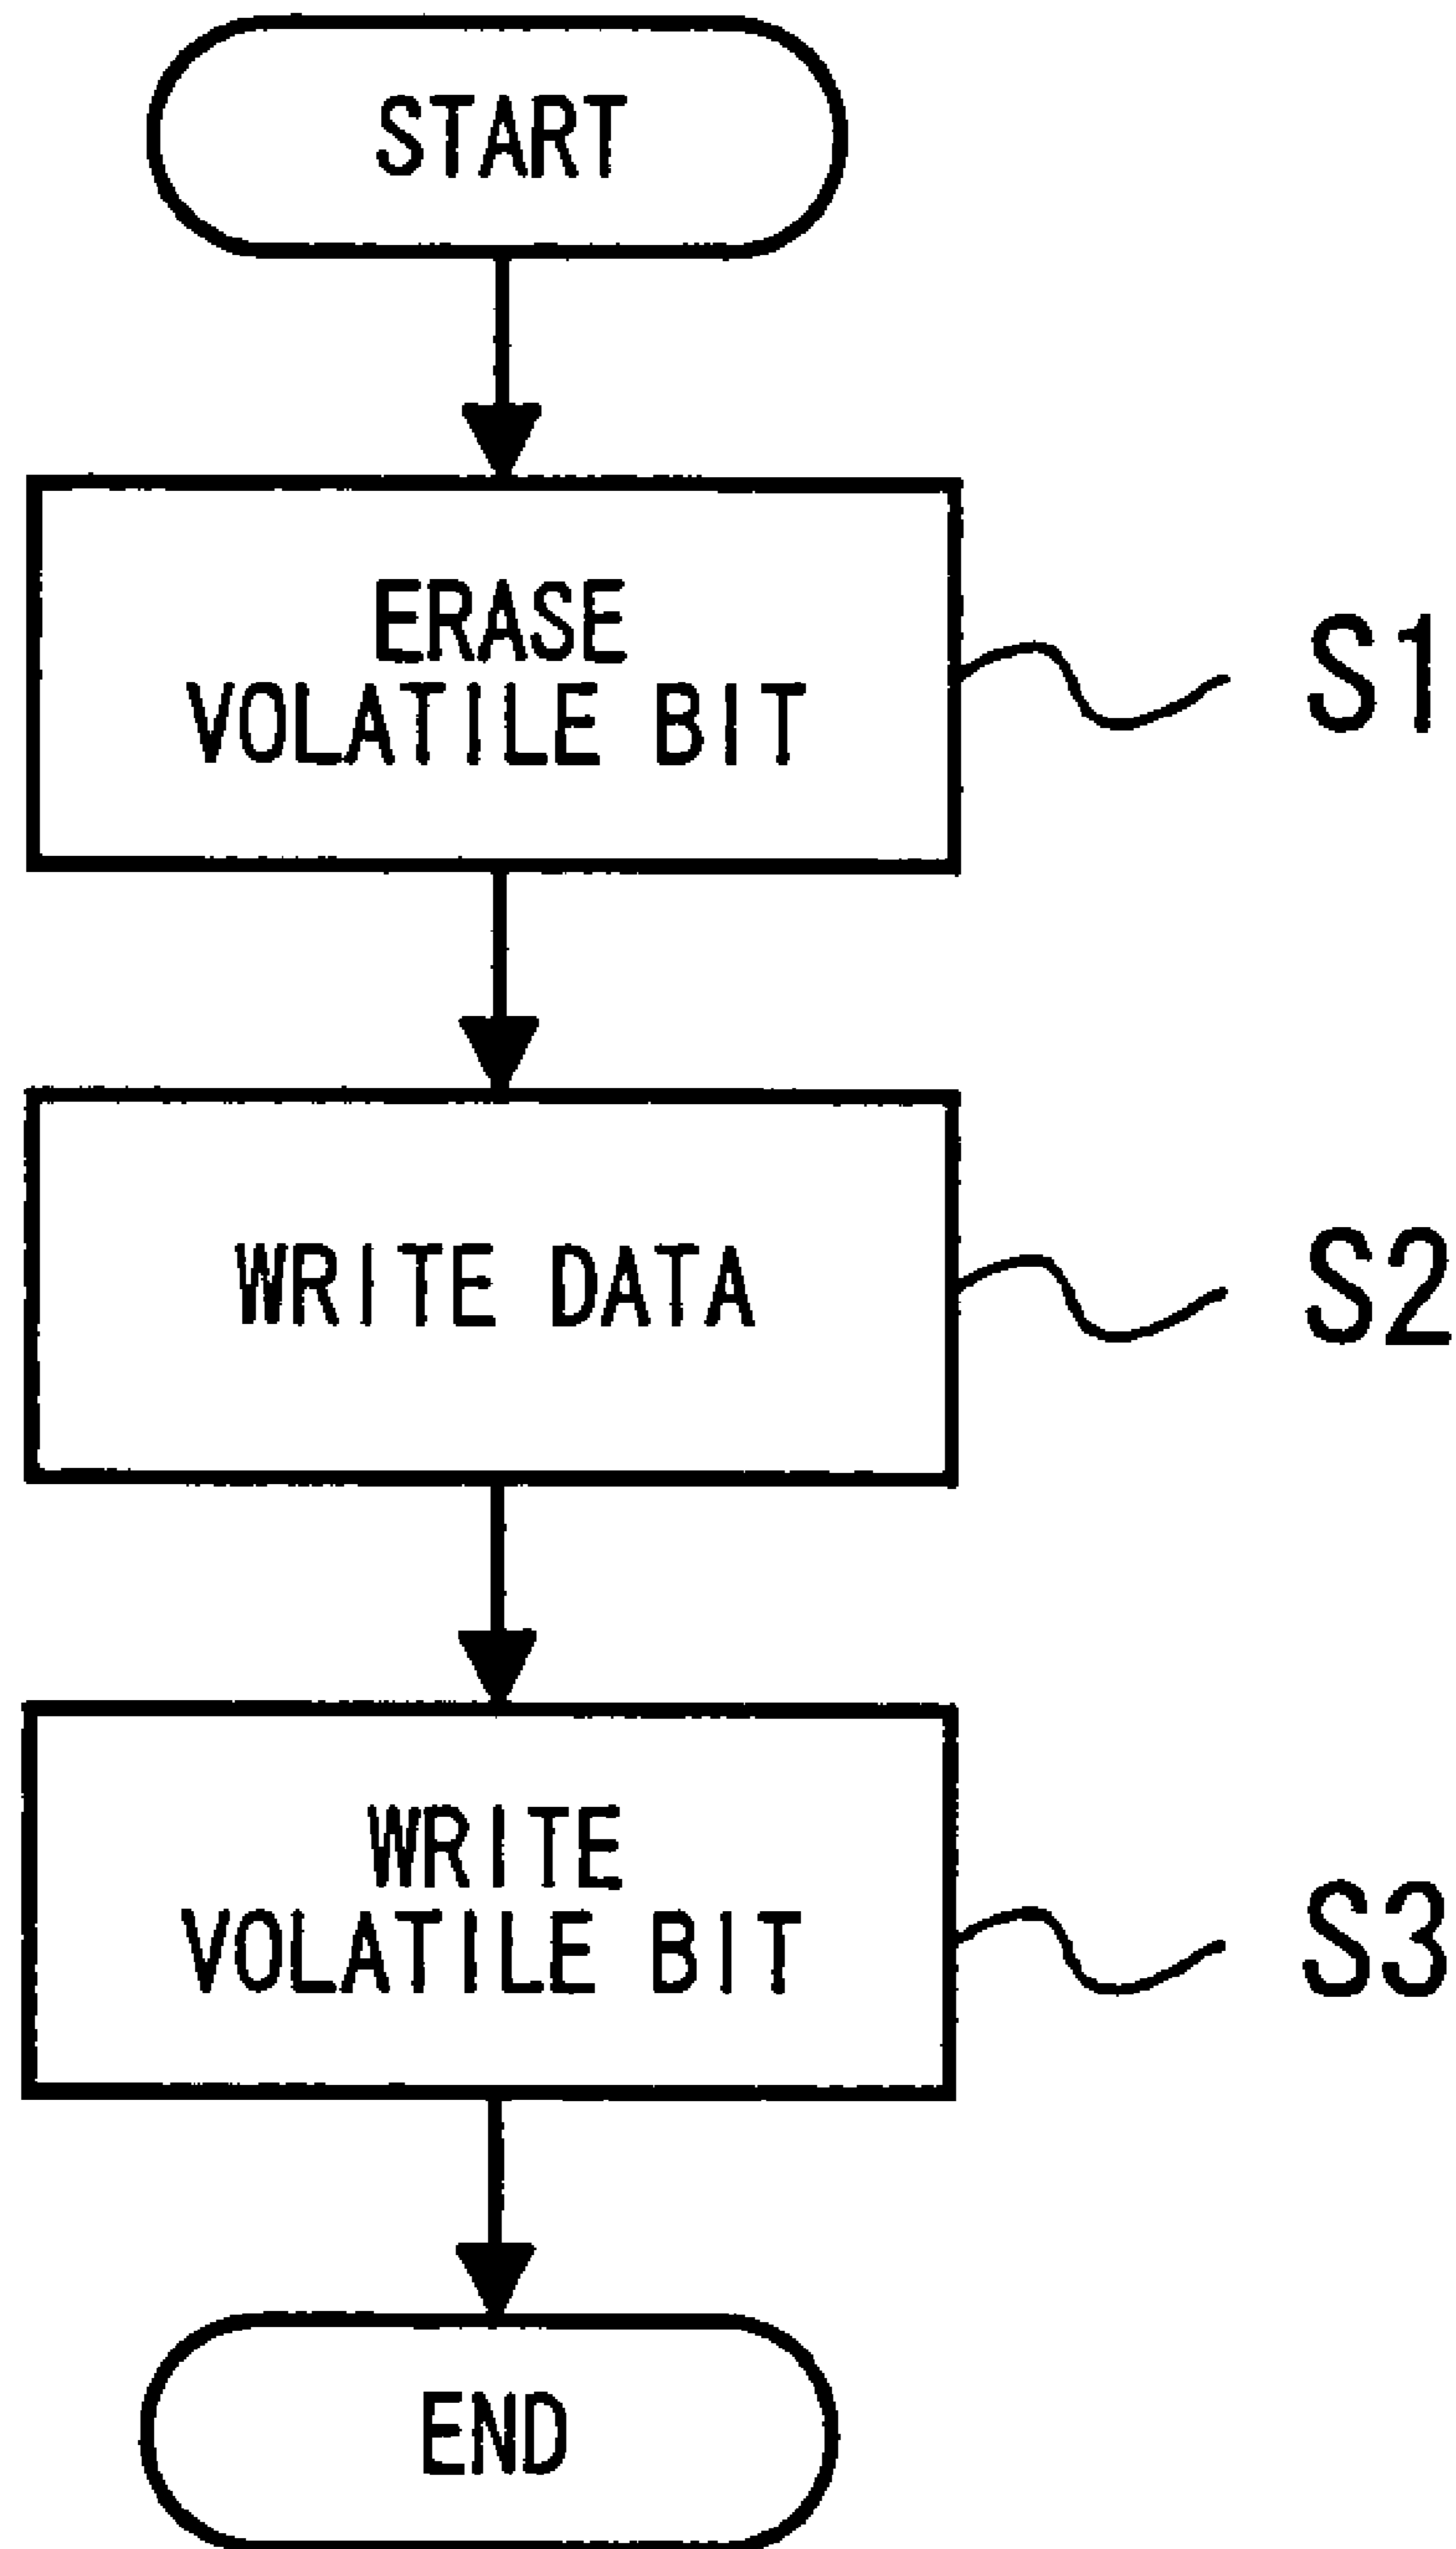 START
ERASE
VOLATILE BIT
S1
WRITE DATA
S2
WRITE
VOLATILE BIT
S3
END